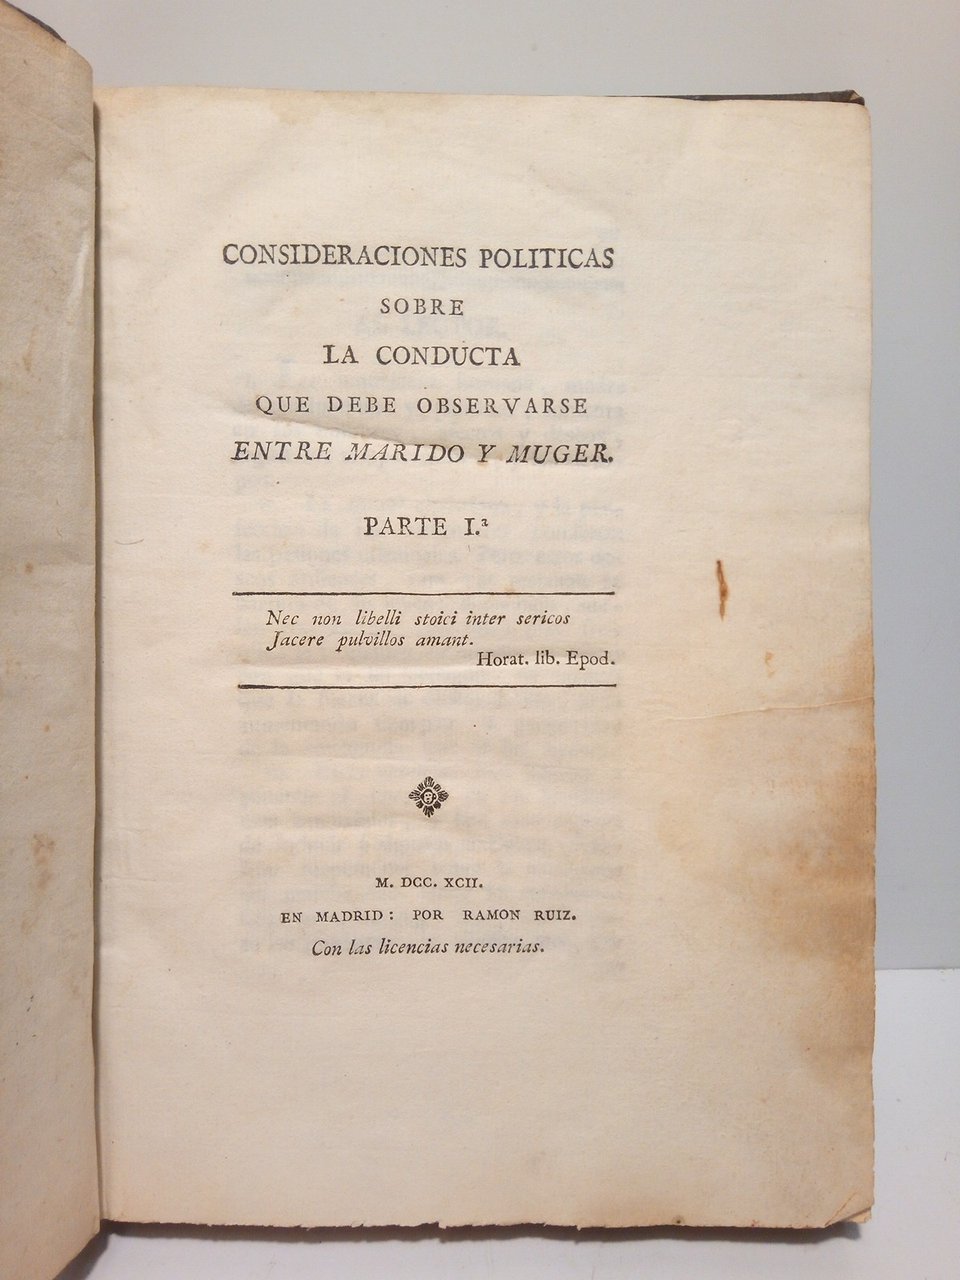 CONSIDERACIONES POLITICAS
SOBRE
LA CONDUCTA
QUE DEBE OBSERVARSE
ENTRE MARIDO Y MUGER.
PARTE I.ª
Nec non libelli stoici inter sericos
Jacere pulvillos amant.
Horat. lib. Epod.
M. DCC. XCII.
EN MADRID: POR RAMON RUIZ.
Con las licencias necesarias.